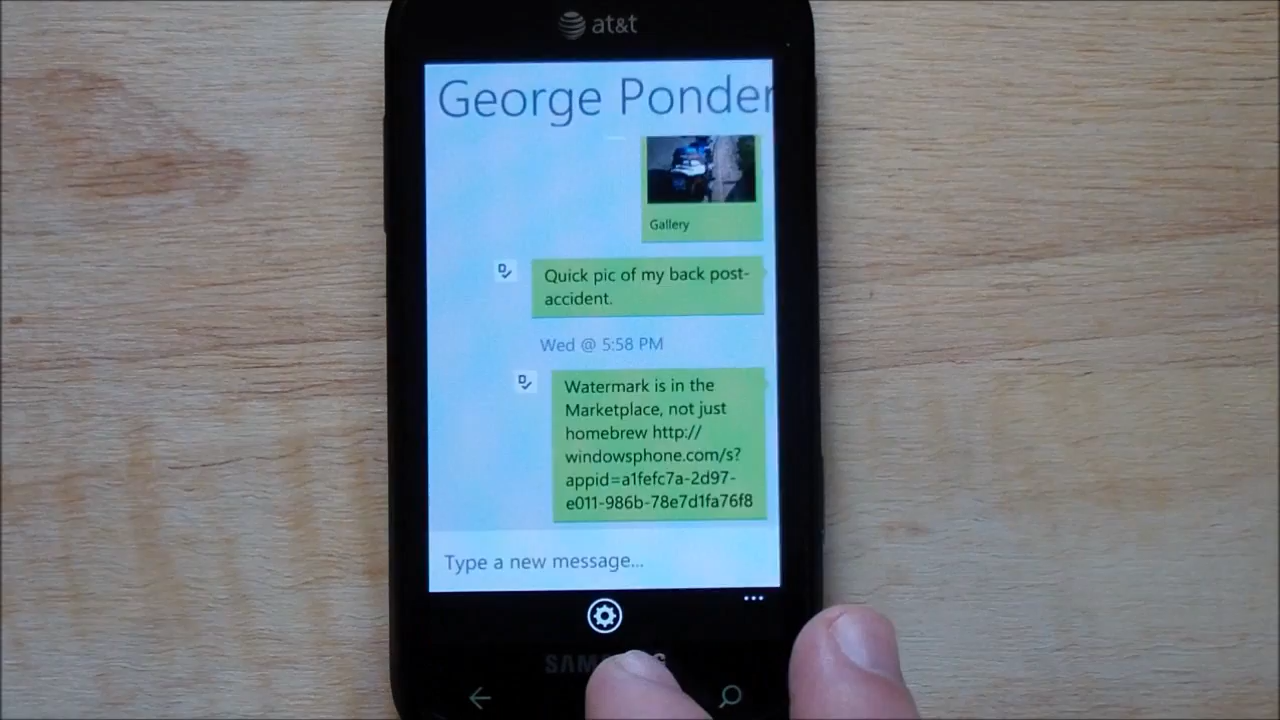 at&t
George Ponder
Gallery
Quick pic of my back post-
accident.
Wed @ 5:58 PM
Watermark is in the
Marketplace, not just
homebrew http://
windowsphone.com/s?
appid=a1fefc7a-2d97-
e011-986b-78e7d1fa76f8
Type a new message...
SAMSUNG